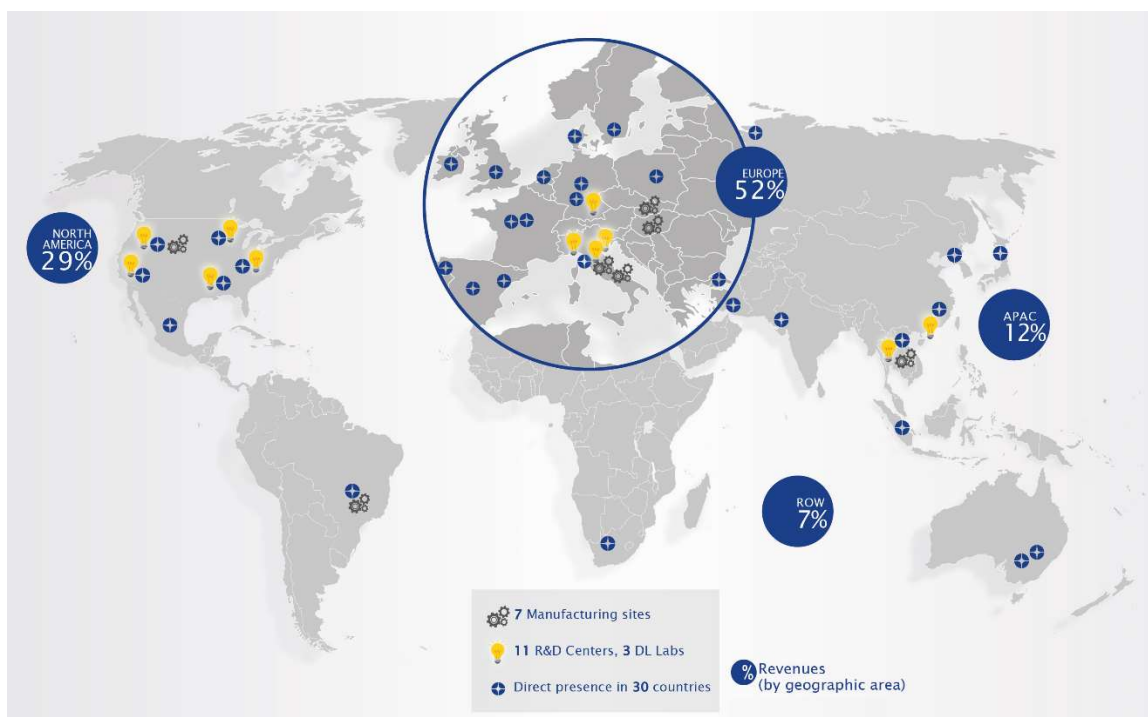 EUROPE
52%
NORTH
AMERICA
29%
APAC
12%
ROW
7%
7 Manufacturing sites
11 R&D Centers, 3 DL Labs
Direct presence in 30 countries
% Revenues
(by geographic area)